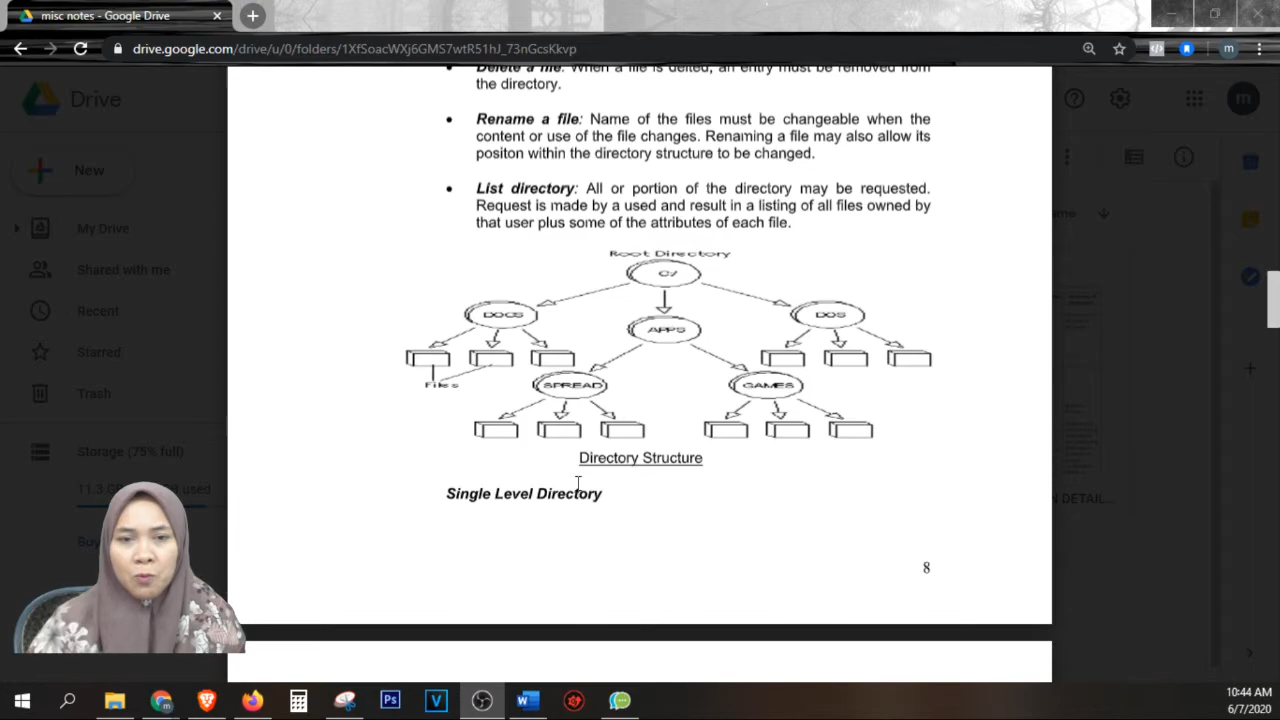 misc notes - Google Drive
drive.google.com/drive/u/0/folders/1XfSoacWXj6GMS7wtR51hJ_73nGcsKkvp
m
Drive
m
New
My Drive
Shared with me
Recent
Starred
Trash
Storage (75% full)
used
Delete a file: When a file is delted, an entry must be removed from
the directory.
• Rename a file: Name of the files must be changeable when the
content or use of the file changes. Renaming a file may also allow its
positon within the directory structure to be changed.
• List directory: All or portion of the directory may be requested.
Request is made by a used and result in a listing of all files owned by
that user plus some of the attributes of each file.
Root Directory
C/
DOCS
APPS
DOS
Files
SPREAD
GAMES
Directory Structure
Single Level Directory
8
Ps
V
10:44 AM
6/7/2020